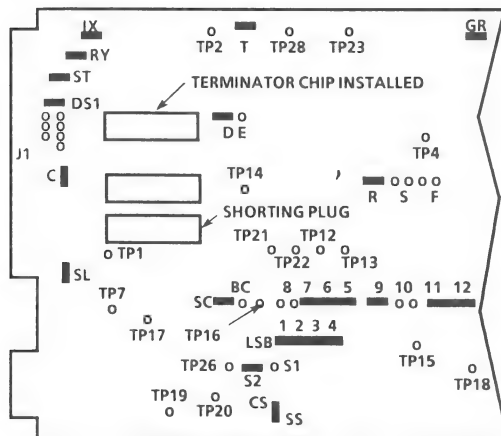 IX
GR
TP2 T TP28 TP23
RY
ST
TERMINATOR CHIP INSTALLED
DS1
D E
J1
TP4
C
TP14
R S F
SHORTING PLUG
TP21 TP12
TP1
TP22 TP13
SL
BC 8 7 6 5 9 10 11 12
SC
TP7
TP17
TP16
1 2 3 4
LSB
TP15
TP26 S1
S2
TP18
TP19 TP20
CS
SS